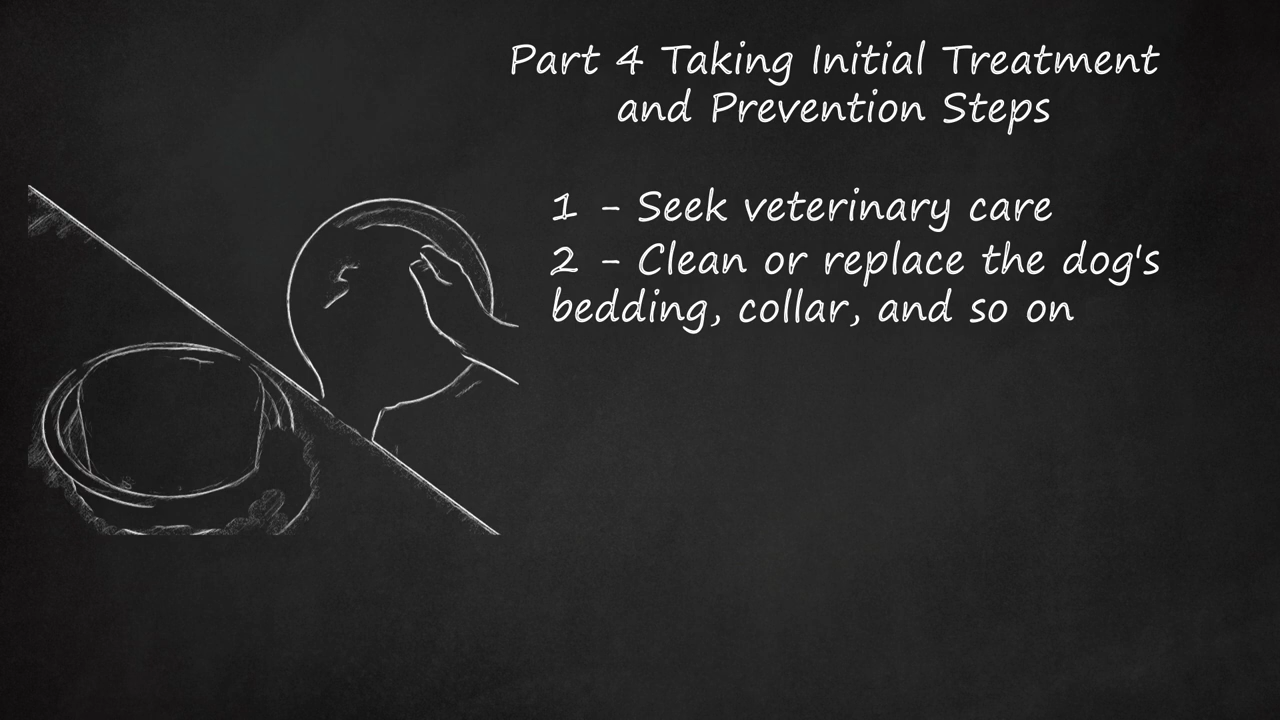 Part 4 Taking Initial Treatment
and Prevention Steps
1 - Seek veterinary care
2 - Clean or replace the dog's
bedding, collar, and so on